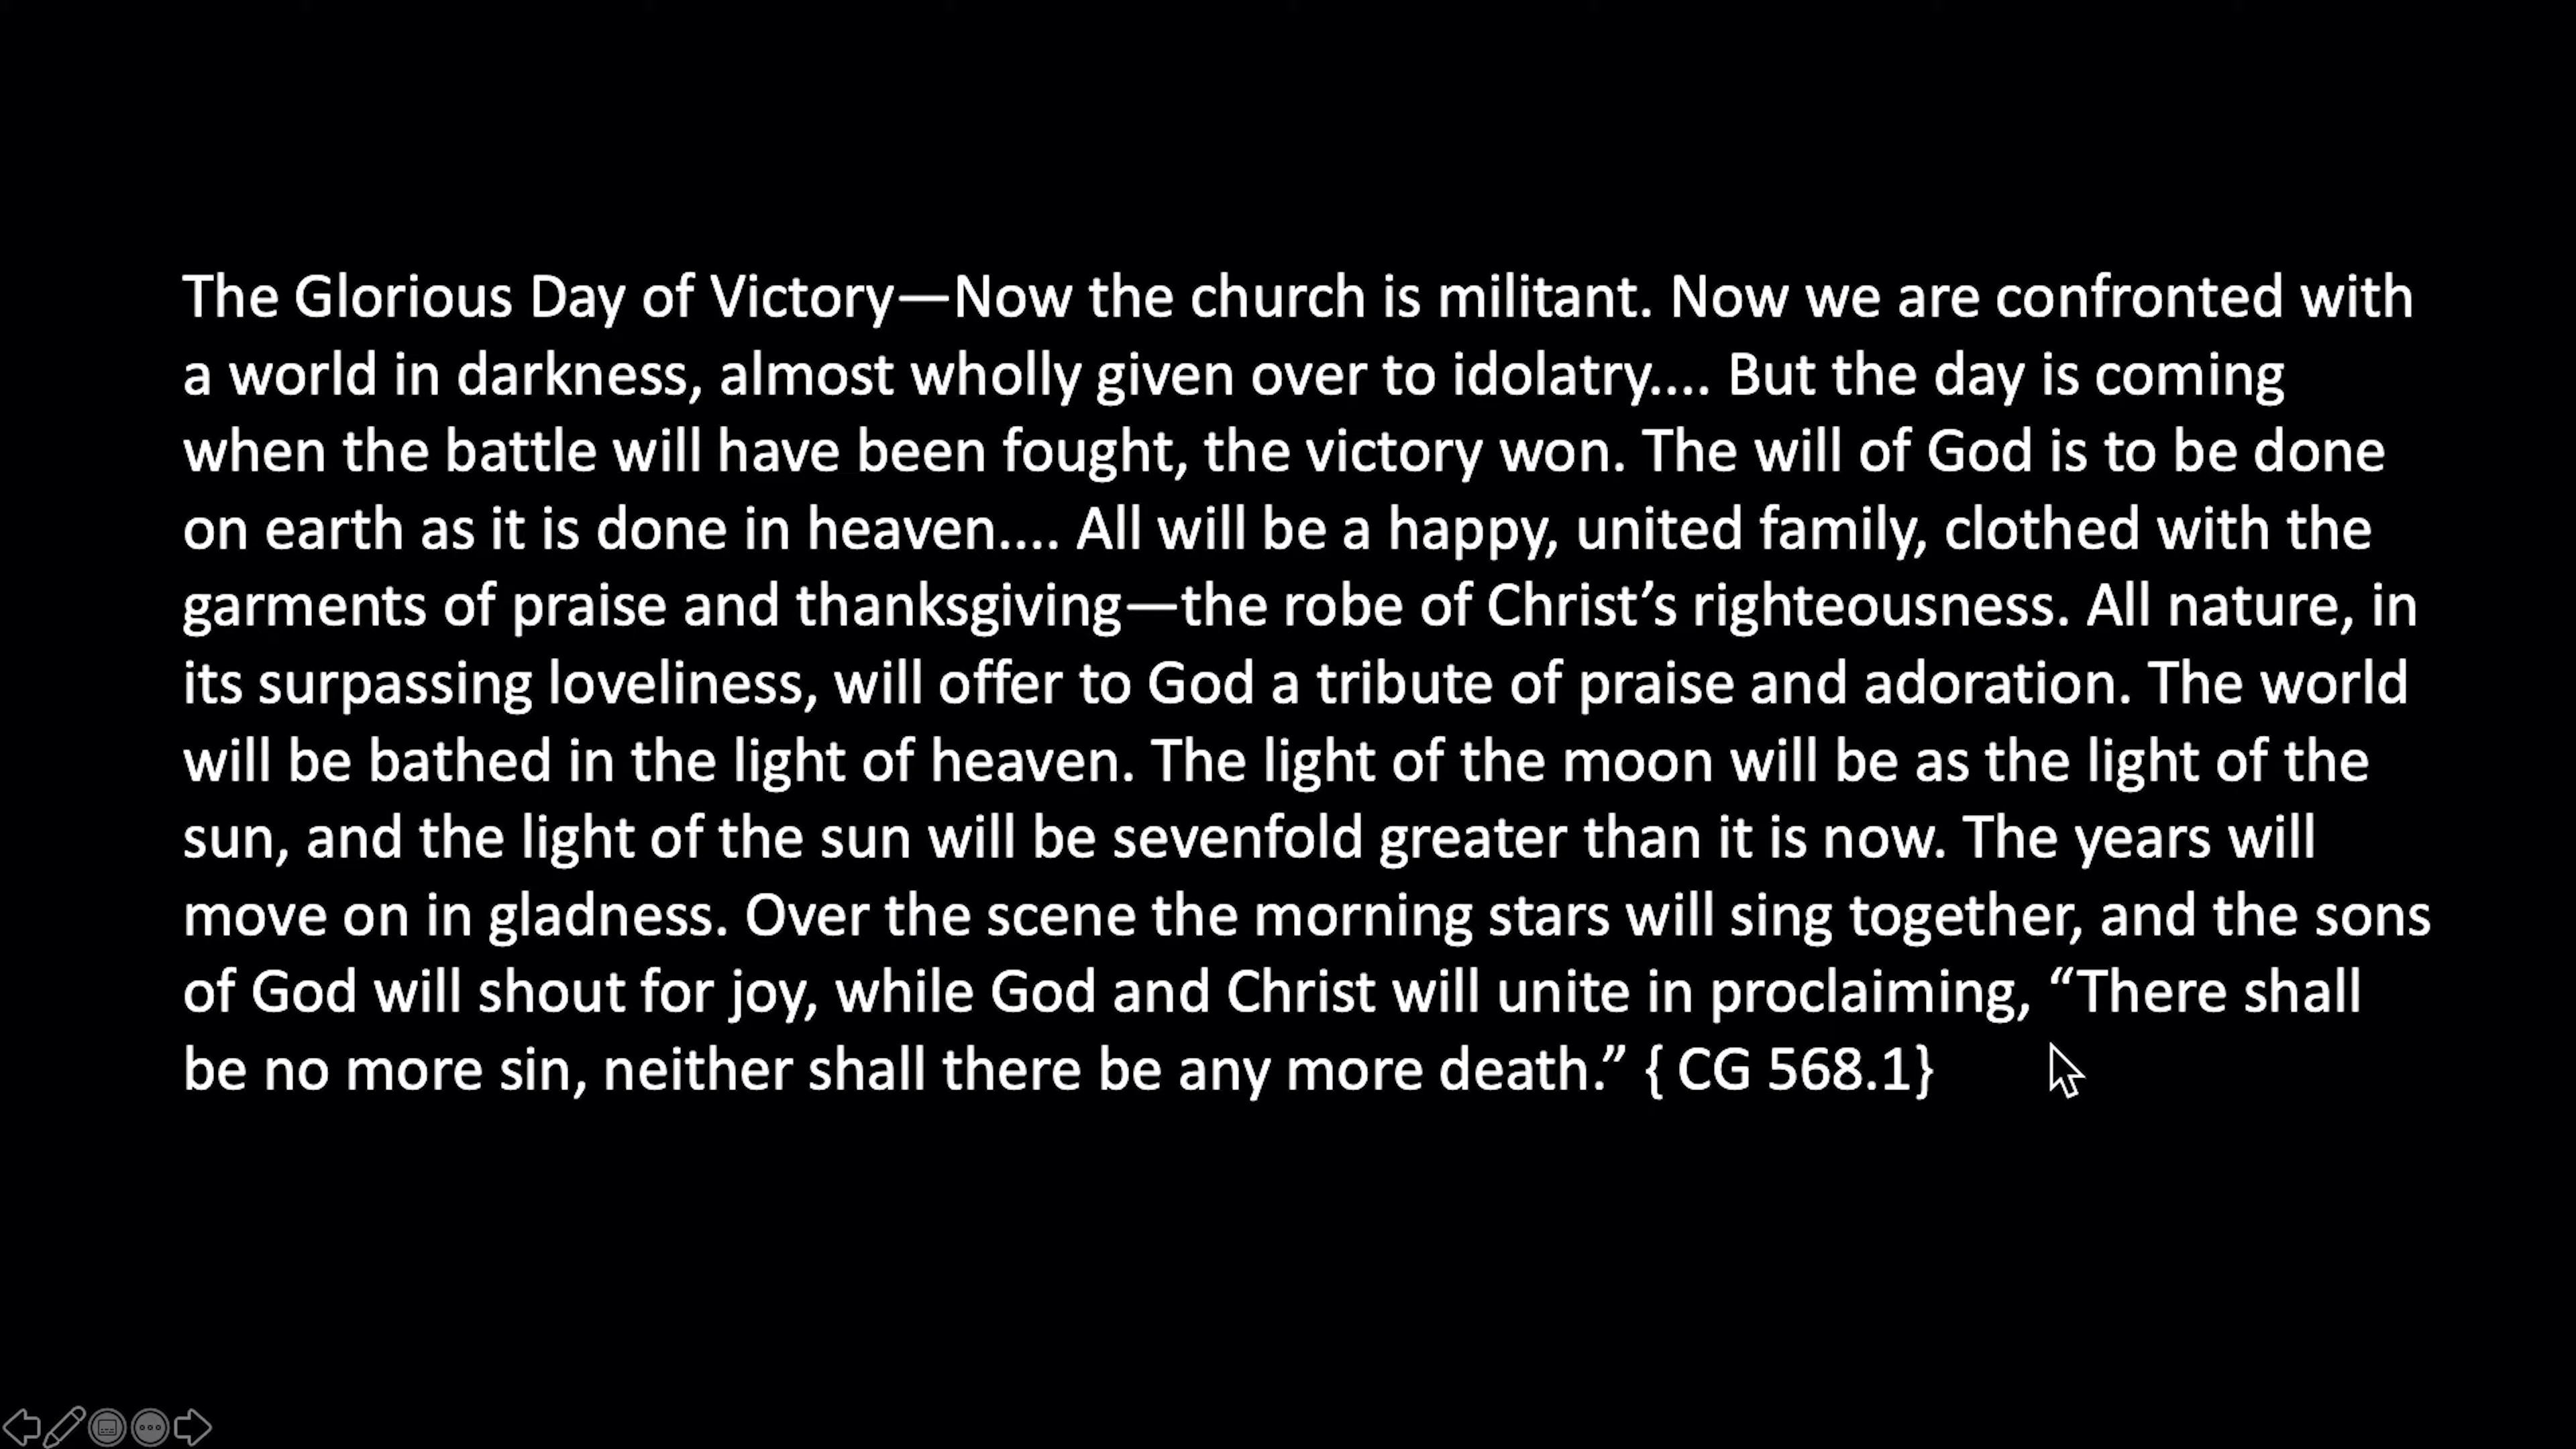 The Glorious Day of Victory—Now the church is militant. Now we are confronted with
a world in darkness, almost wholly given over to idolatry.... But the day is coming
when the battle will have been fought, the victory won. The will of God is to be done
on earth as it is done in heaven.... All will be a happy, united family, clothed with the
garments of praise and thanksgiving—the robe of Christ’s righteousness. All nature, in
its surpassing loveliness, will offer to God a tribute of praise and adoration. The world
will be bathed in the light of heaven. The light of the moon will be as the light of the
sun, and the light of the sun will be sevenfold greater than it is now. The years will
move on in gladness. Over the scene the morning stars will sing together, and the sons
of God will shout for joy, while God and Christ will unite in proclaiming, “There shall
be no more sin, neither shall there be any more death.” { CG 568.1}